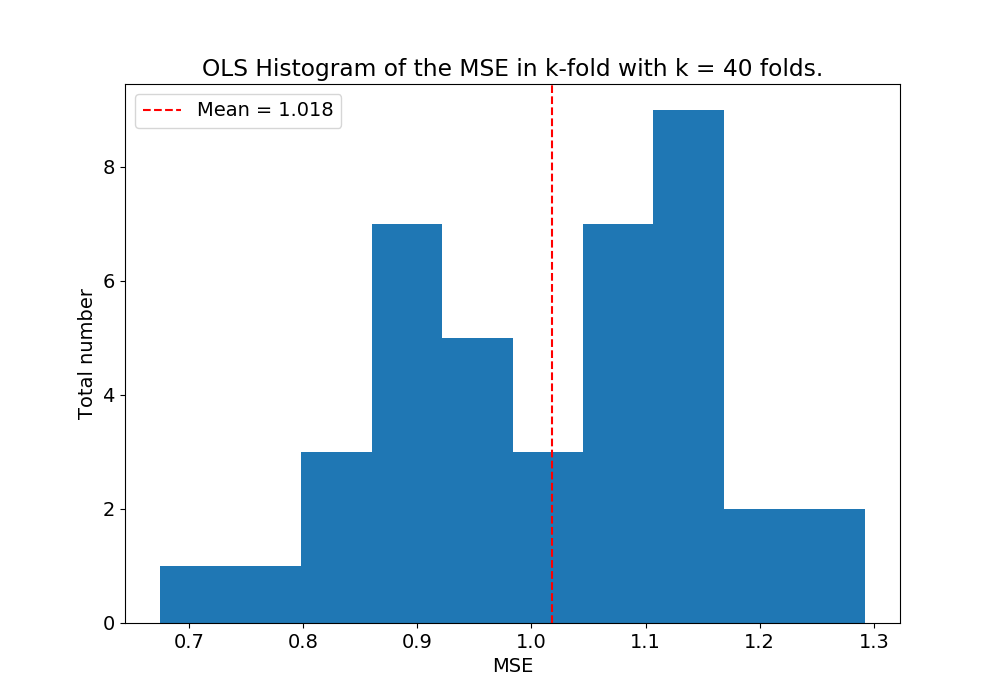 OLS Histogram of the MSE in k-fold with k = 40 folds.
Mean = 1.018
Total number
8
6
4
2
0
0.7 0.8 0.9 1.0 1.1 1.2 1.3
MSE